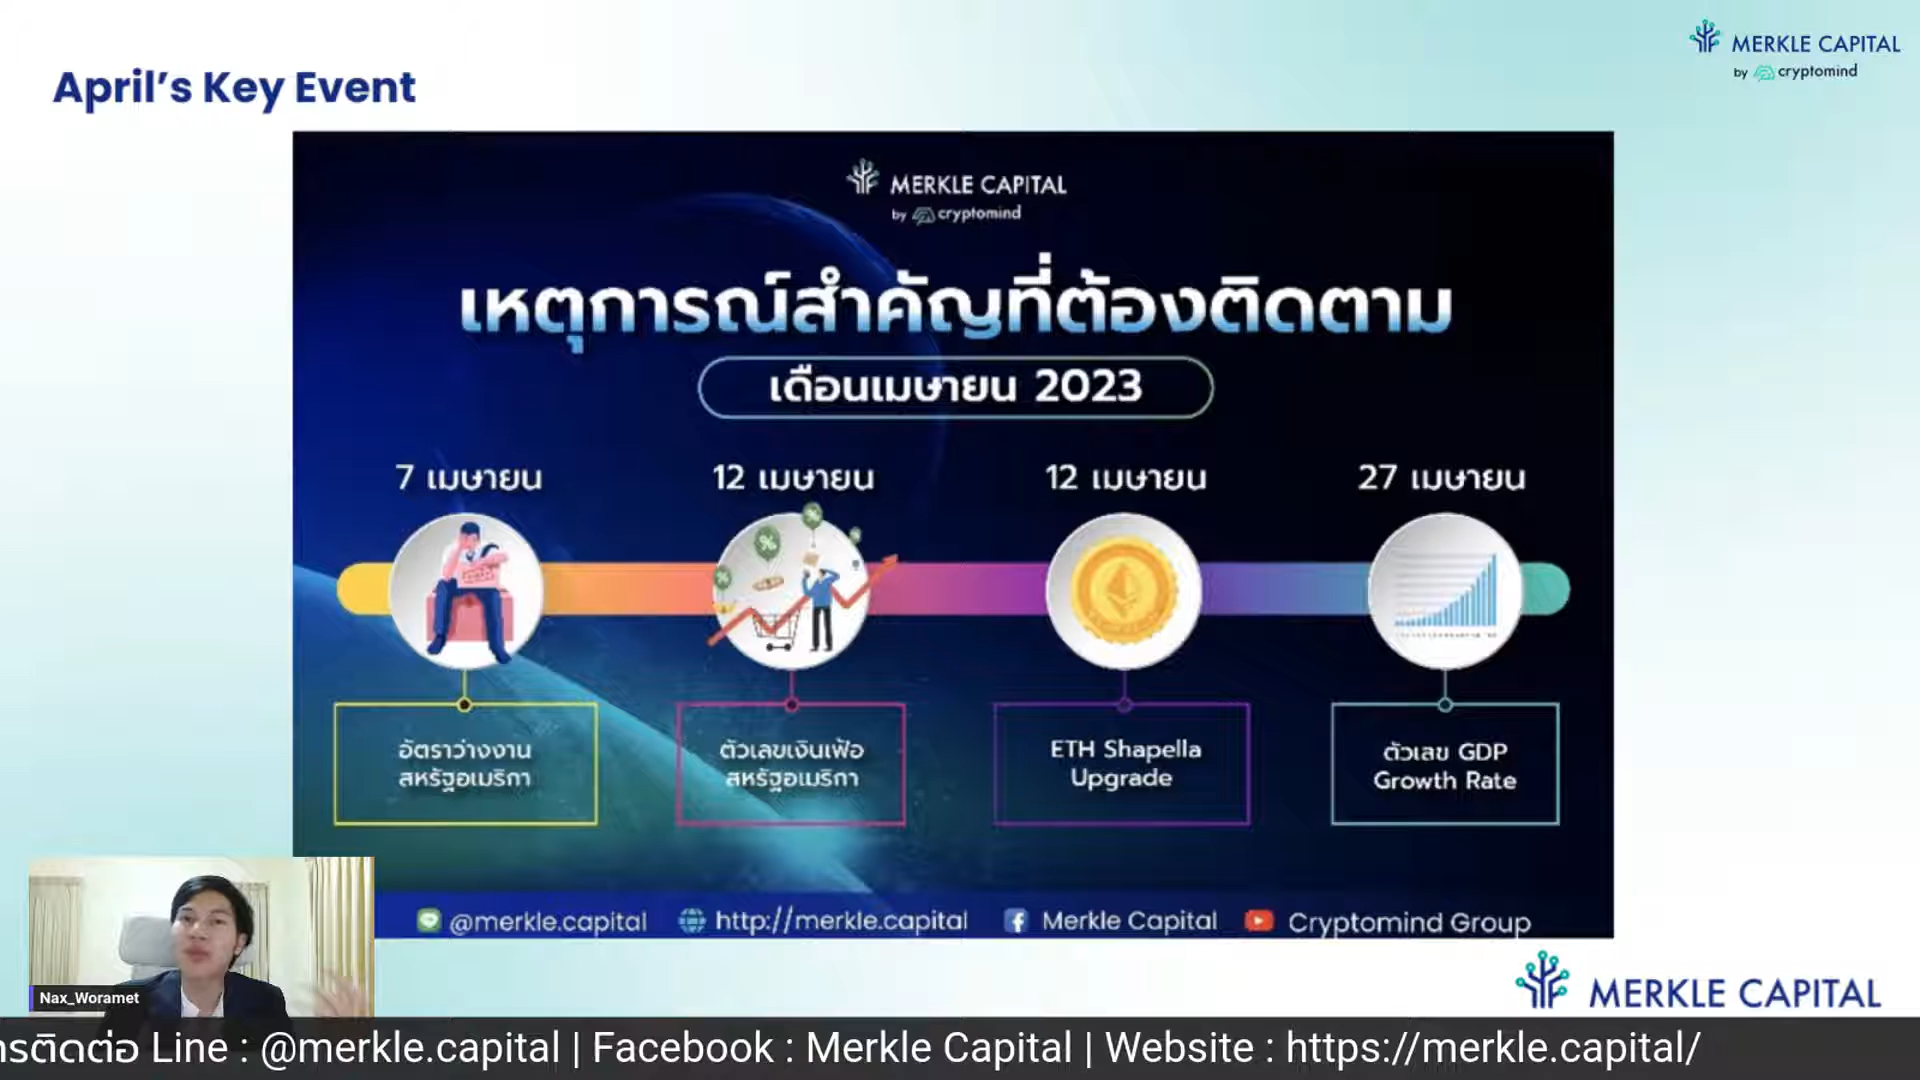 MERKLE CAPITAL
by cryptomind
April's Key Event
MERKLE CAPITAL
by cryptomind
เหตุการณ์สำคัญที่ต้องติดตาม
เดือนเมษายน 2023
7 เมษายน
12 เมษายน
12 เมษายน
27 เมษายน
อัตราว่างงาน
สหรัฐอเมริกา
ตัวเลขเงินเฟ้อ
สหรัฐอเมริกา
ETH Shapella
Upgrade
ตัวเลข GDP
Growth Rate
@merkle.capital
http://merkle.capital
Merkle Capital
Cryptomind Group
Nax_Woramet
MERKLE CAPITAL
ารติดต่อ Line : @merkle.capital | Facebook : Merkle Capital | Website : https://merkle.capital/